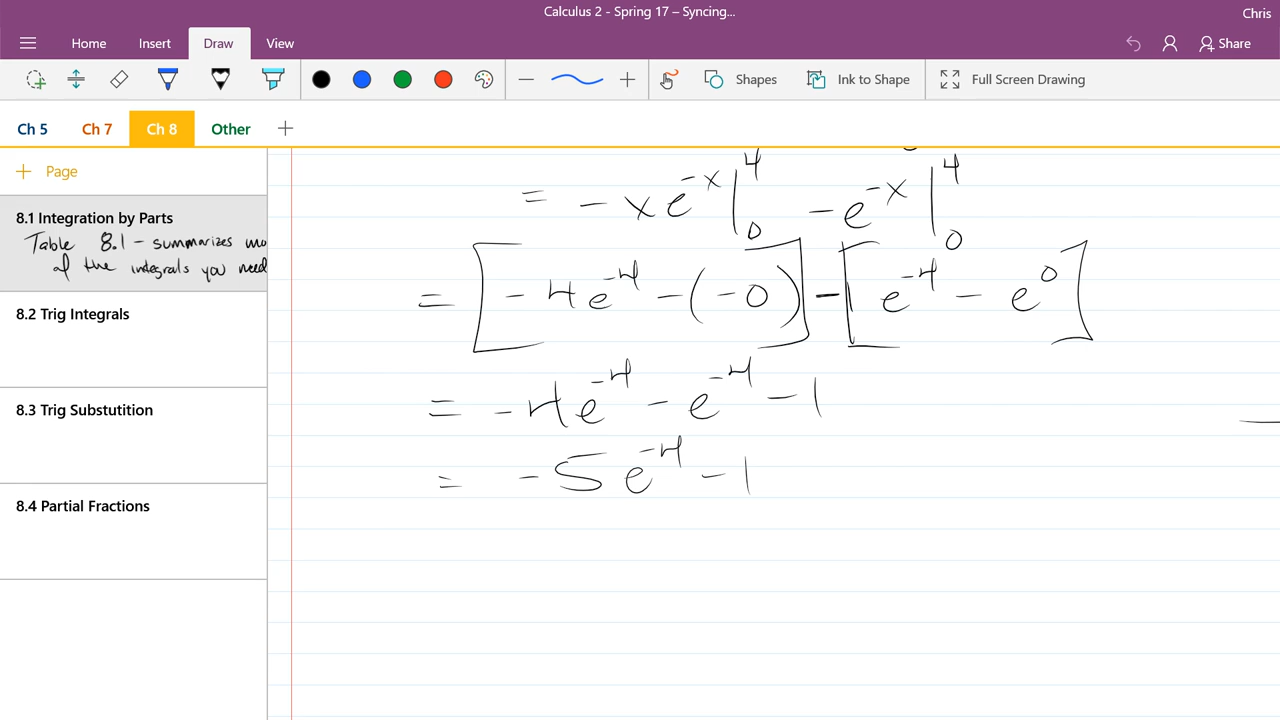 Calculus 2 - Spring 17 – Syncing...
Chris
Home Insert Draw View Share
Shapes Ink to Shape Full Screen Drawing
Ch 5 Ch 7 Ch 8 Other
Page
8.1 Integration by Parts
Table 8.1 - summarizes mo
of the integrals you need
8.2 Trig Integrals
8.3 Trig Substutition
8.4 Partial Fractions
= - xe^{-x} |_0^4 - e^{-x} |_0^4
= [ - 4e^{-4} - (-0) ] - [ e^{-4} - e^0 ]
= - 4e^{-4} - e^{-4} - 1
= - 5e^{-4} - 1